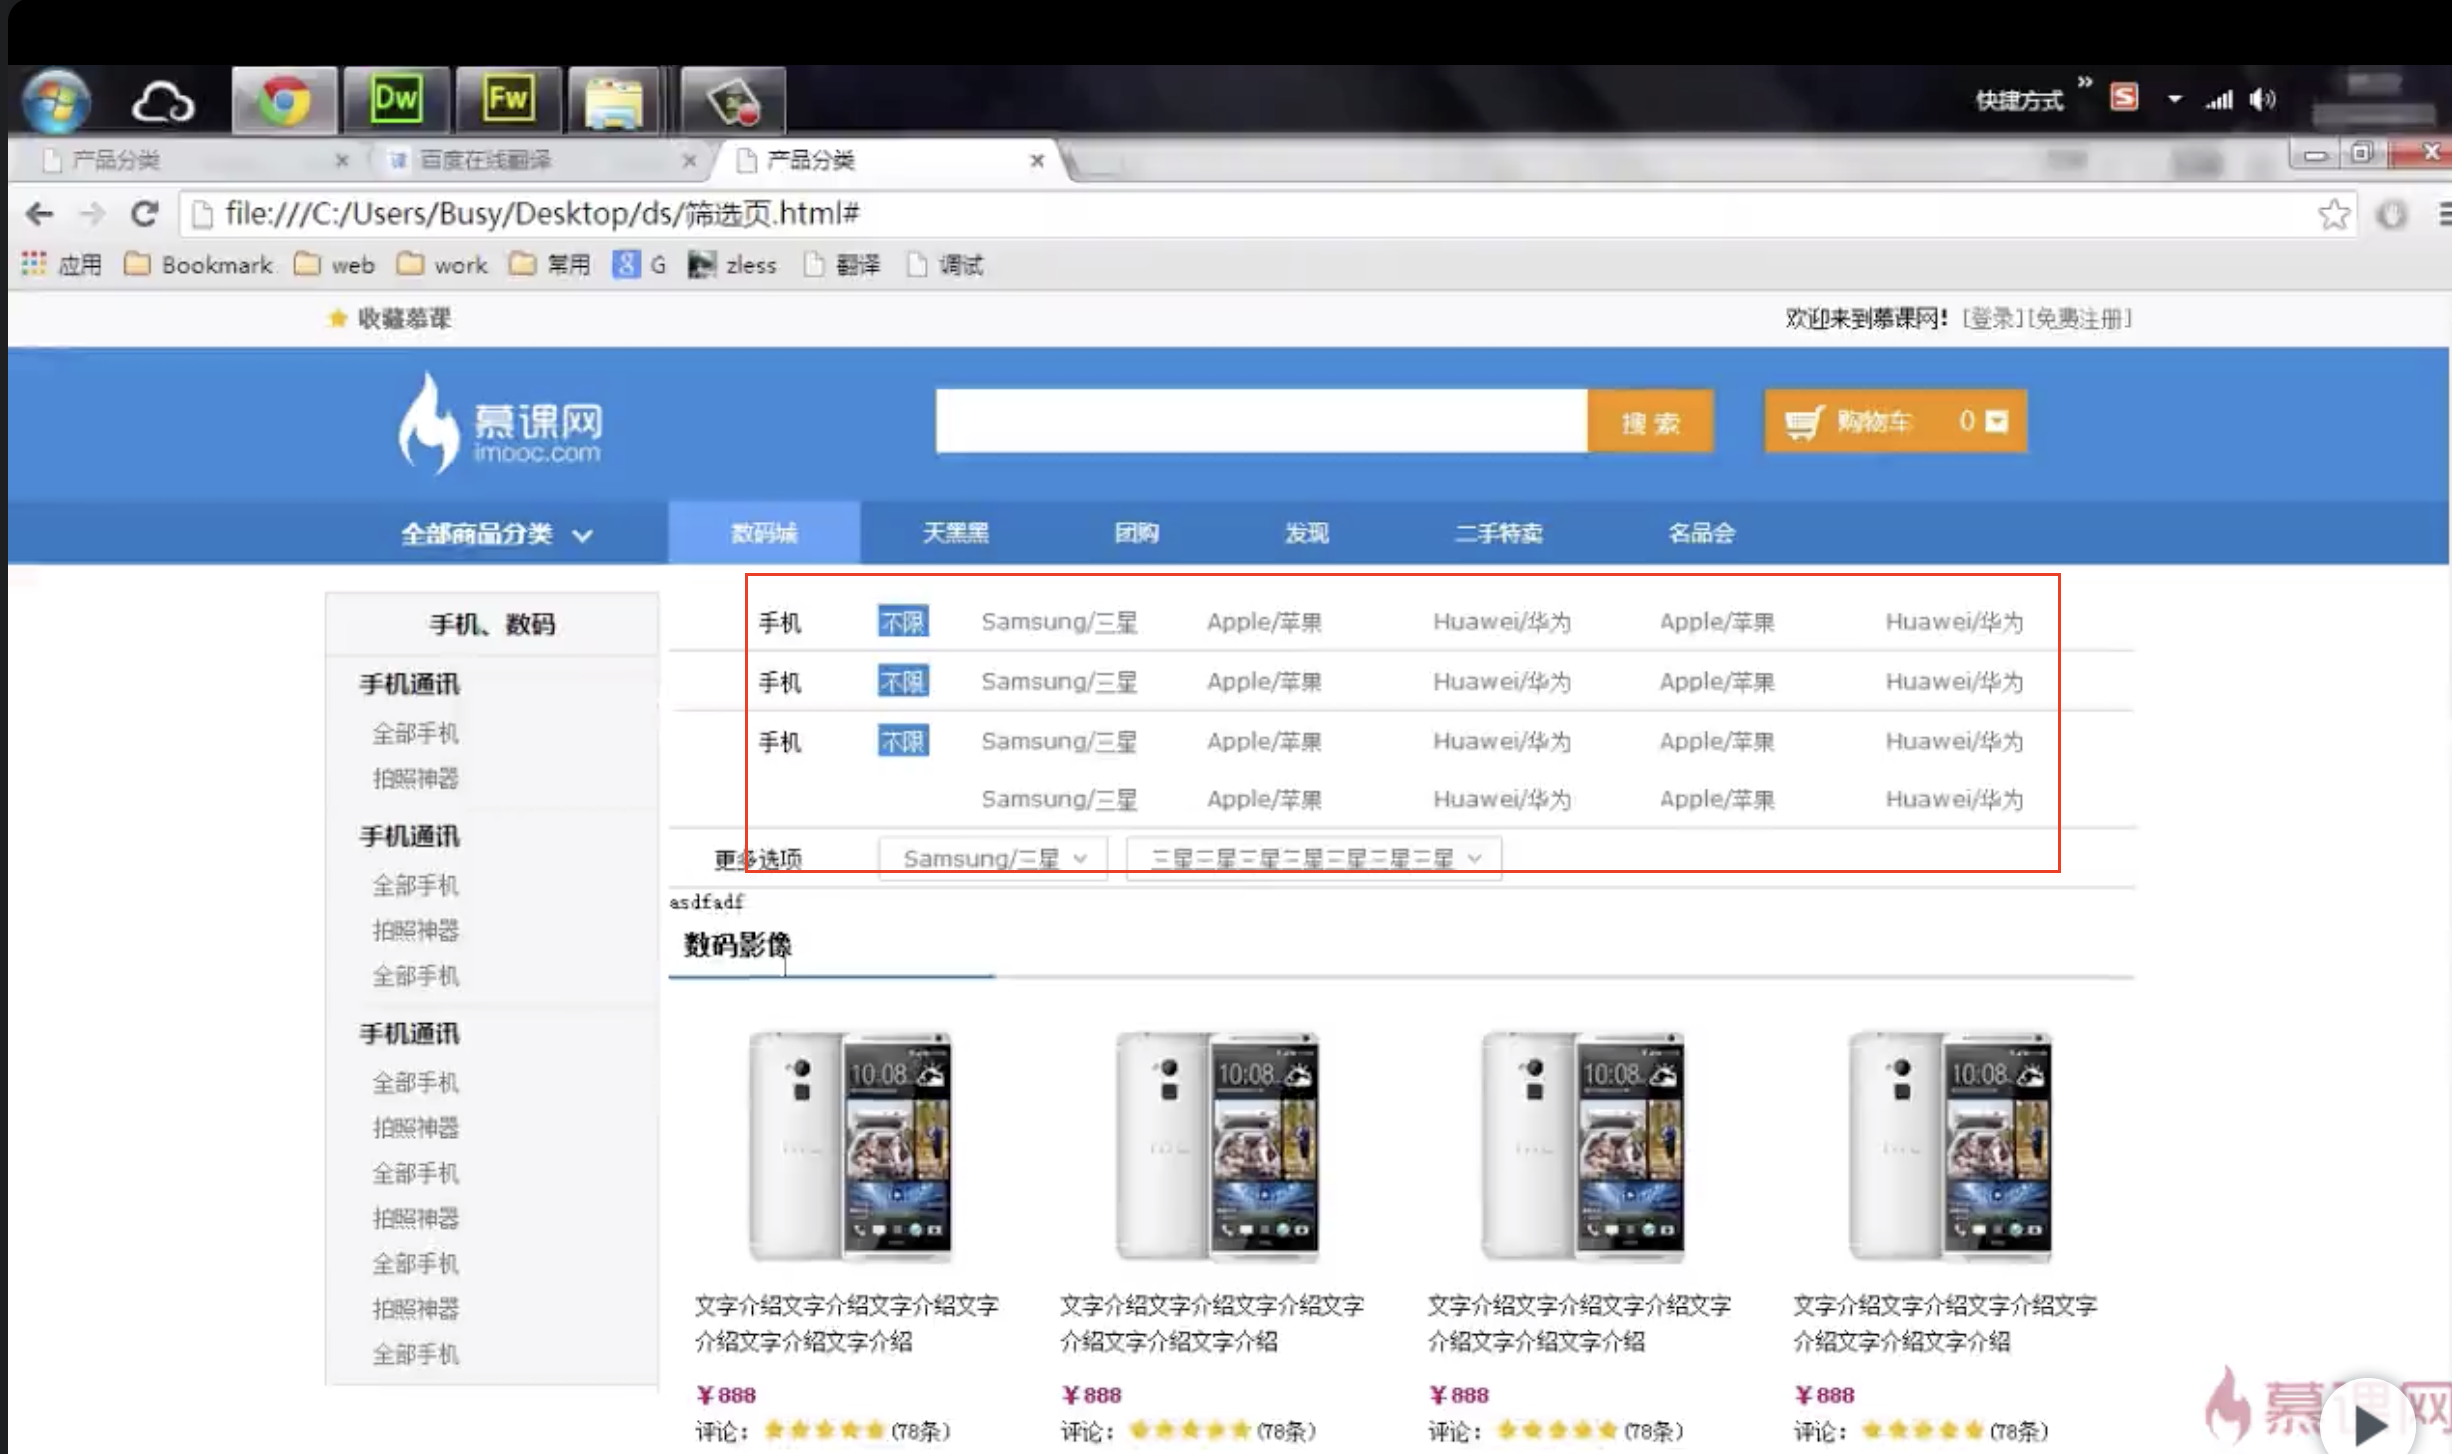 Dw
Fw
快捷方式
产品分类
百度在线翻译
产品分类
file:///C:/Users/Busy/Desktop/ds/筛选页.html#
应用 Bookmark web work 常用 G zless 翻译 调试
收藏慕课
欢迎来到慕课网! [登录][免费注册]
慕课网
imooc.com
搜 索
购物车 0
全部商品分类 数码城 天黑黑 团购 发现 二手特卖 名品会
手机、数码
手机通讯
全部手机
拍照神器
手机通讯
全部手机
拍照神器
全部手机
手机通讯
全部手机
拍照神器
全部手机
拍照神器
全部手机
拍照神器
全部手机
手机 不限 Samsung/三星 Apple/苹果 Huawei/华为 Apple/苹果 Huawei/华为
手机 不限 Samsung/三星 Apple/苹果 Huawei/华为 Apple/苹果 Huawei/华为
手机 不限 Samsung/三星 Apple/苹果 Huawei/华为 Apple/苹果 Huawei/华为
Samsung/三星 Apple/苹果 Huawei/华为 Apple/苹果 Huawei/华为
更多选项 Samsung/三星 三星三星三星三星三星三星三星
asdfadf
数码影像
10:08 10:08 10:08 10:08
文字介绍文字介绍文字介绍文字 文字介绍文字介绍文字介绍文字 文字介绍文字介绍文字介绍文字 文字介绍文字介绍文字介绍文字
介绍文字介绍文字介绍 介绍文字介绍文字介绍 介绍文字介绍文字介绍 介绍文字介绍文字介绍
¥888 ¥888 ¥888 ¥888
评论: (78条) 评论: (78条) 评论: (78条) 评论: (78条)
慕课网